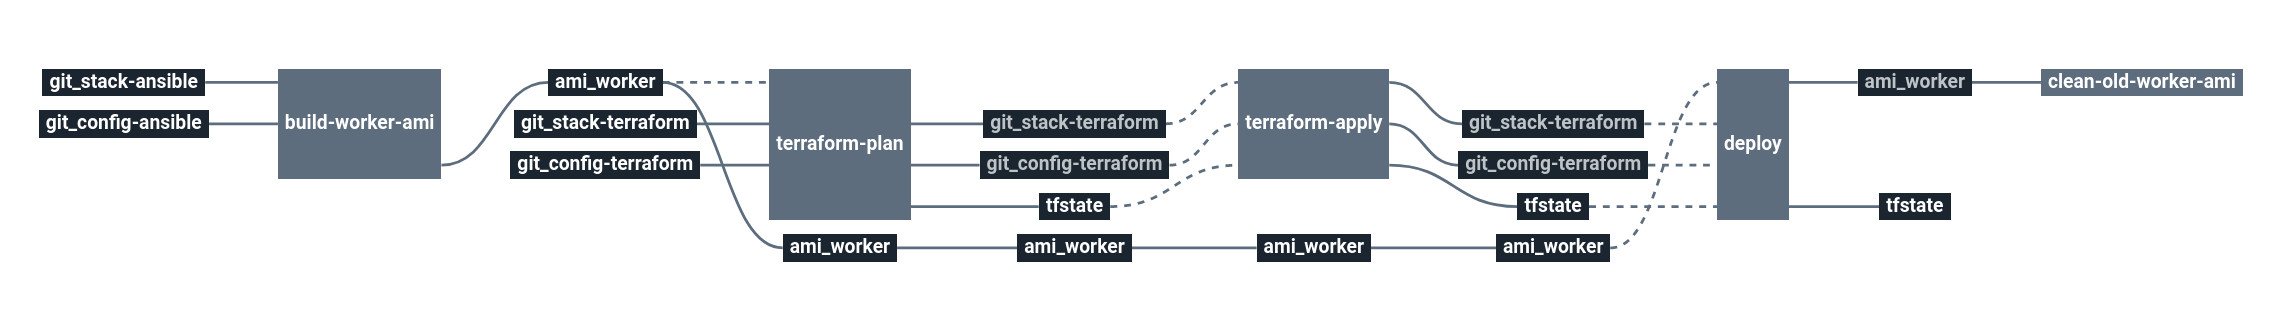 git_stack-ansible
git_config-ansible
build-worker-ami
ami_worker
git_stack-terraform
git_config-terraform
terraform-plan
ami_worker
git_stack-terraform
git_config-terraform
tfstate
ami_worker
terraform-apply
ami_worker
git_stack-terraform
git_config-terraform
tfstate
ami_worker
deploy
ami_worker
tfstate
clean-old-worker-ami